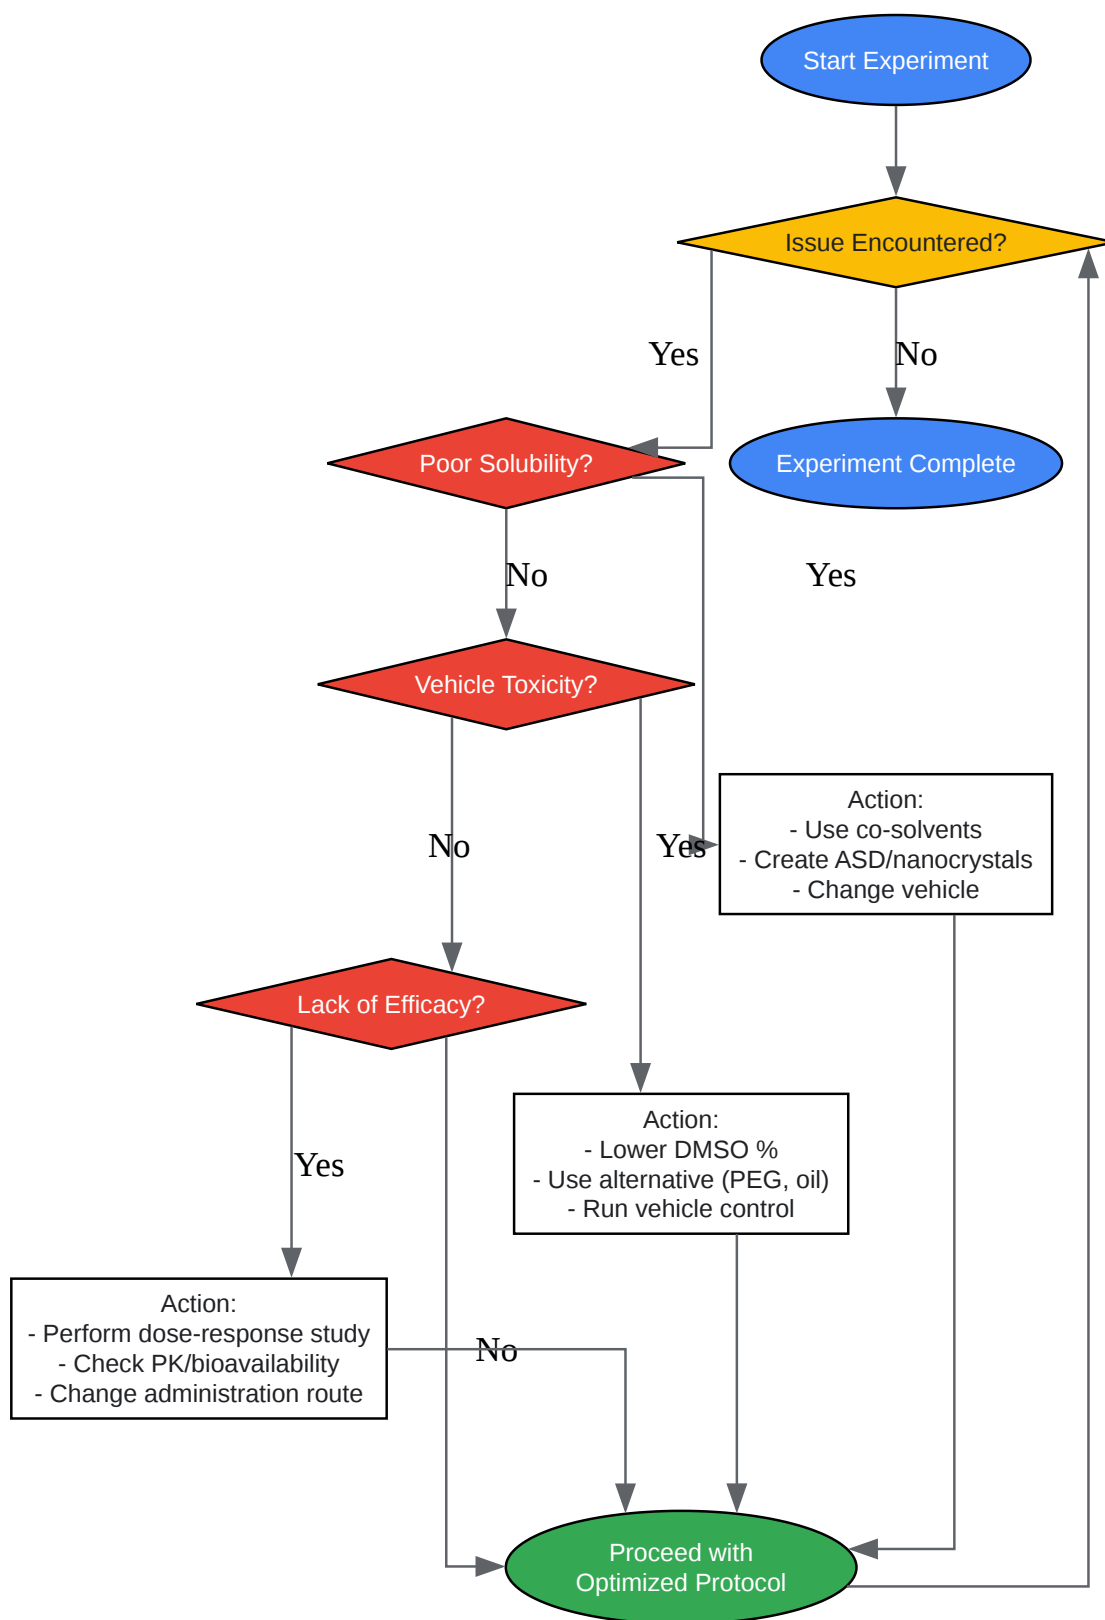 Start Experiment
Issue Encountered?
Yes
No
Poor Solubility?
Experiment Complete
No
Yes
Vehicle Toxicity?
No
Yes
Action:
- Use co-solvents
- Create ASD/nanocrystals
- Change vehicle
Lack of Efficacy?
Action:
- Lower DMSO %
- Use alternative (PEG, oil)
- Run vehicle control
Yes
Action:
- Perform dose-response study
- Check PK/bioavailability
- Change administration route
No
Proceed with
Optimized Protocol